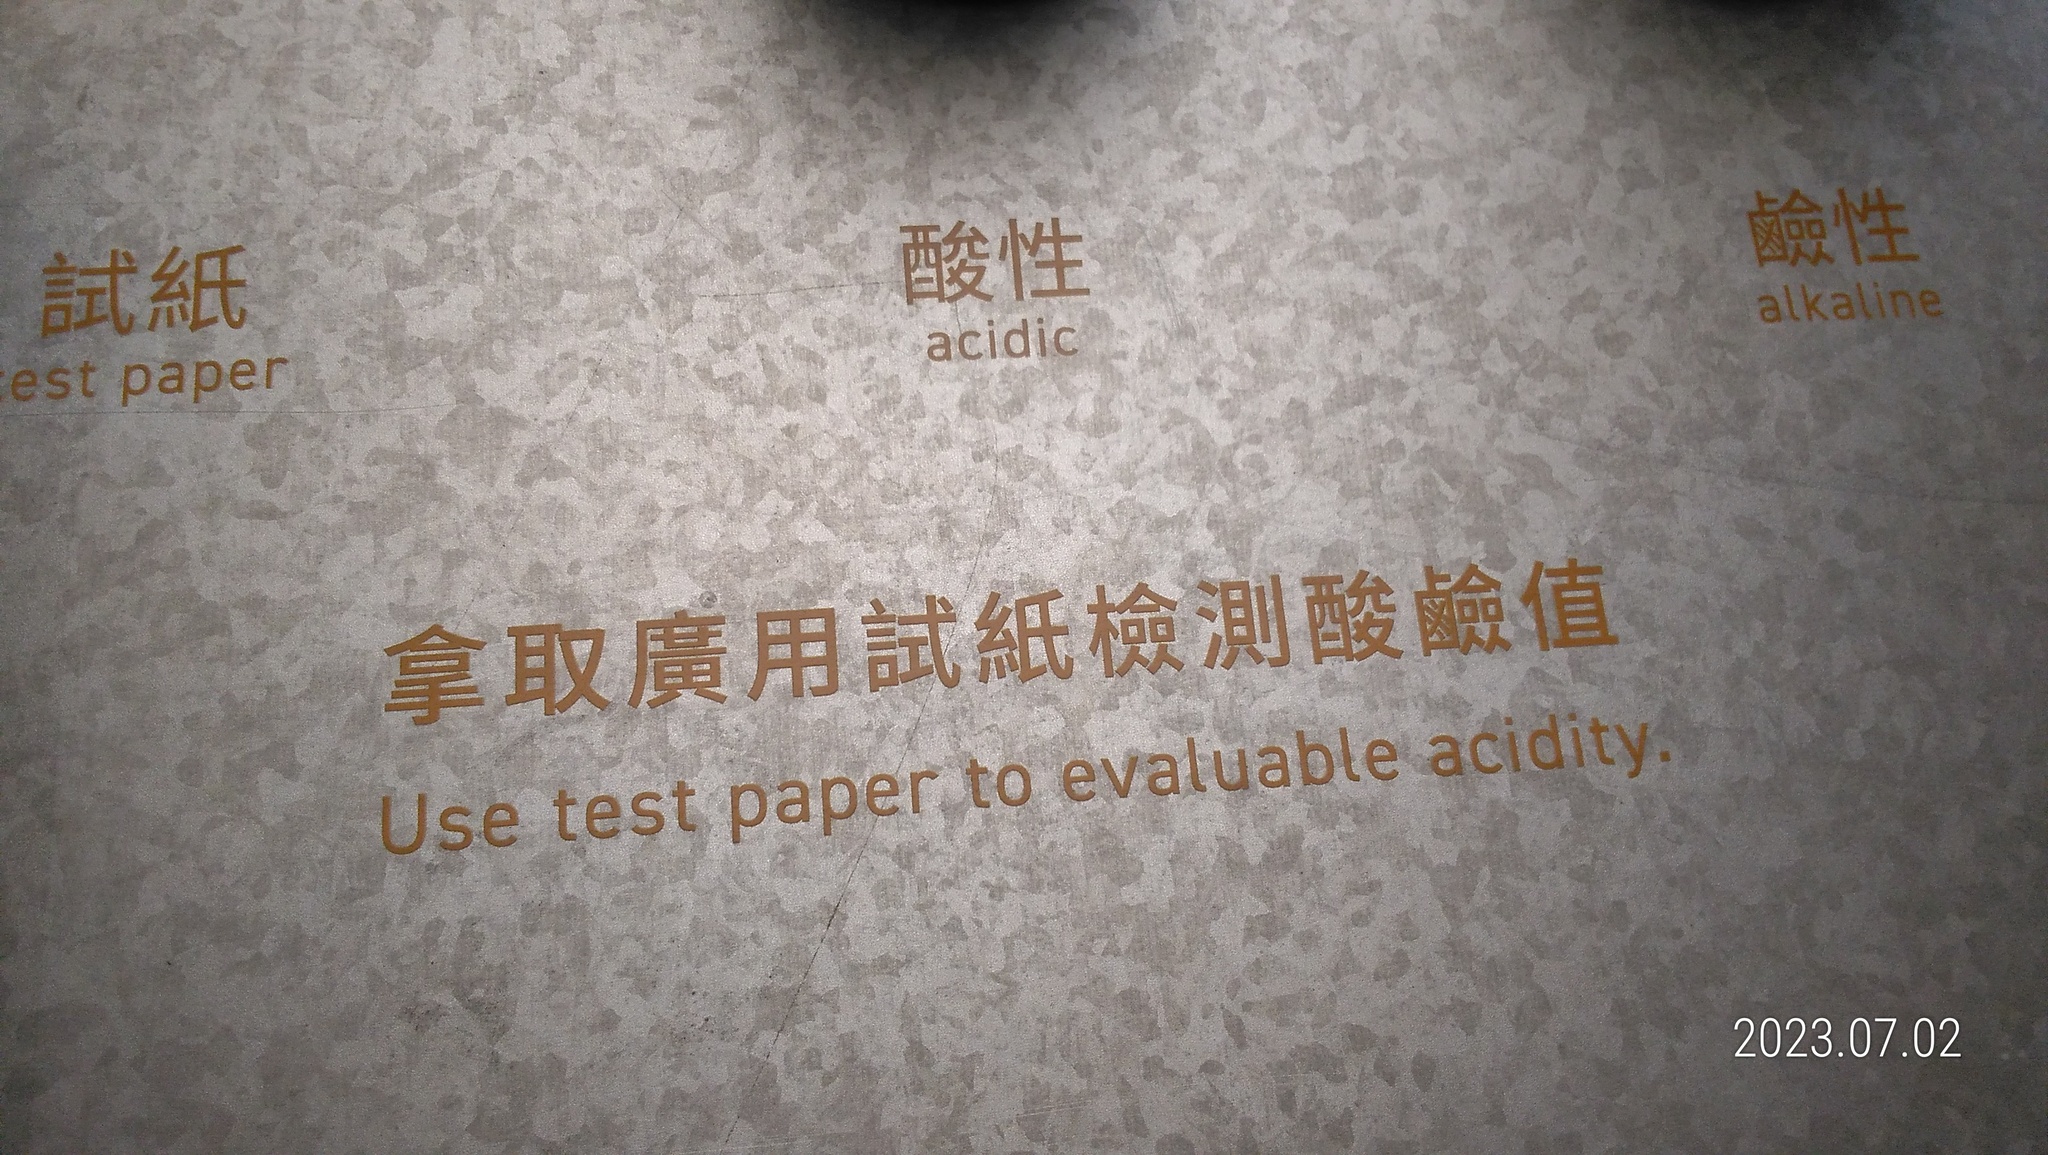 試紙
test paper
酸性
acidic
鹼性
alkaline
拿取廣用試紙檢測酸鹼值
Use test paper to evaluable acidity.
2023.07.02